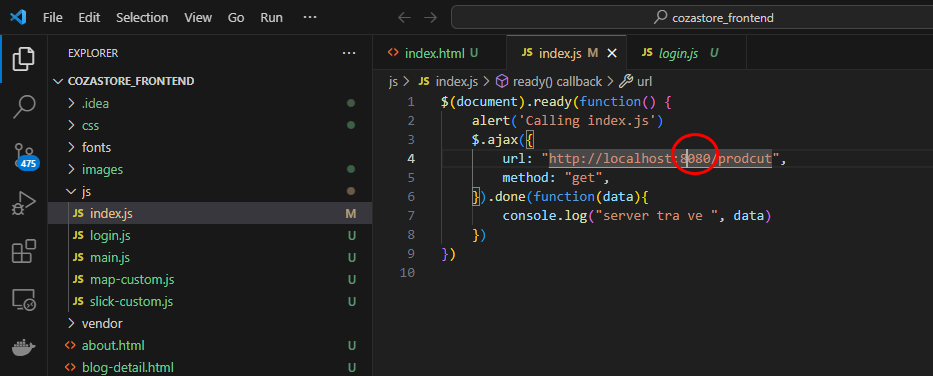 File Edit Selection View Go Run ··· cozastore_frontend
EXPLORER ···
COZASTORE_FRONTEND
.idea
css
fonts
images
js
JS index.js M
JS login.js U
JS main.js U
JS map-custom.js U
JS slick-custom.js U
vendor
<> about.html U
<> blog-detail.html U
475
<> index.html U JS index.js M × JS login.js U
js > JS index.js > ready() callback > url
1 $(document).ready(function() {
2 alert('Calling index.js')
3 $.ajax({
4 url: "http://localhost:8080/prodcut",
5 method: "get",
6 }).done(function(data){
7 console.log("server tra ve ", data)
8 })
9 })
10